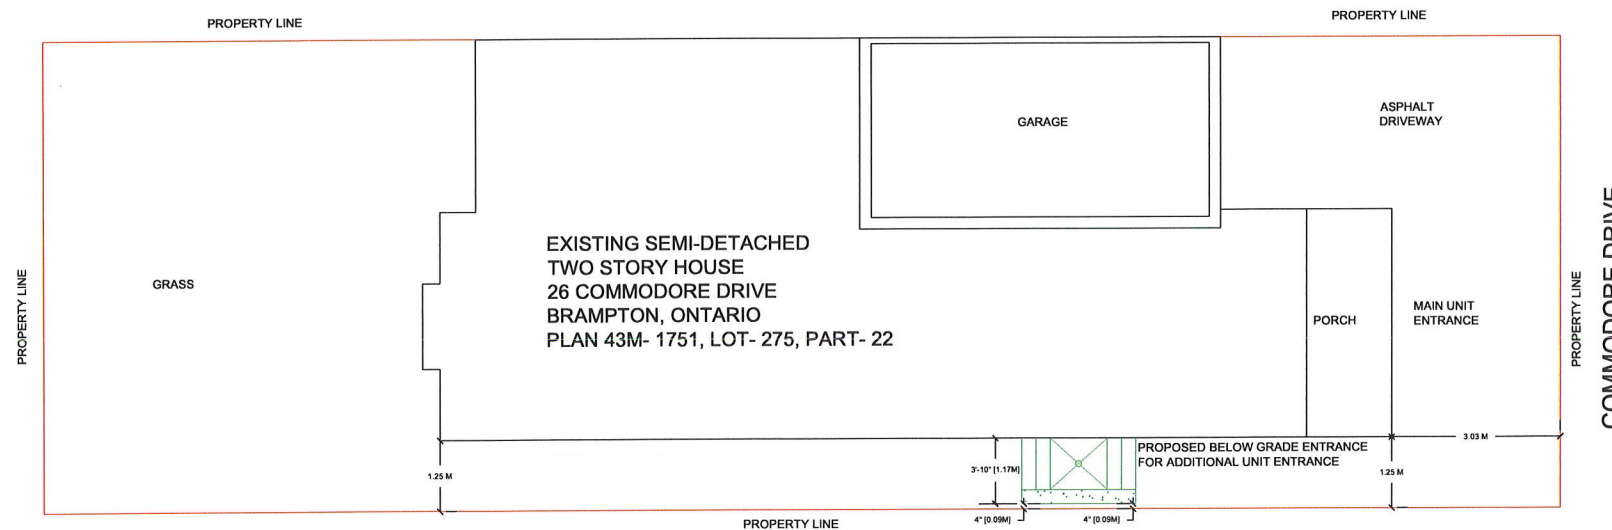 PROPERTY LINE
PROPERTY LINE
GARAGE
ASPHALT
DRIVEWAY
EXISTING SEMI-DETACHED
TWO STORY HOUSE
26 COMMODORE DRIVE
BRAMPTON, ONTARIO
PLAN 43M- 1751, LOT- 275, PART- 22
GRASS
PROPERTY LINE
PORCH
MAIN UNIT
ENTRANCE
PROPERTY LINE
COMMODORE DRIVE
3.03 M
PROPOSED BELOW GRADE ENTRANCE
FOR ADDITIONAL UNIT ENTRANCE
1.25 M
3'-10" [1.17M]
1.25 M
4" [0.09M]
4" [0.09M]
PROPERTY LINE